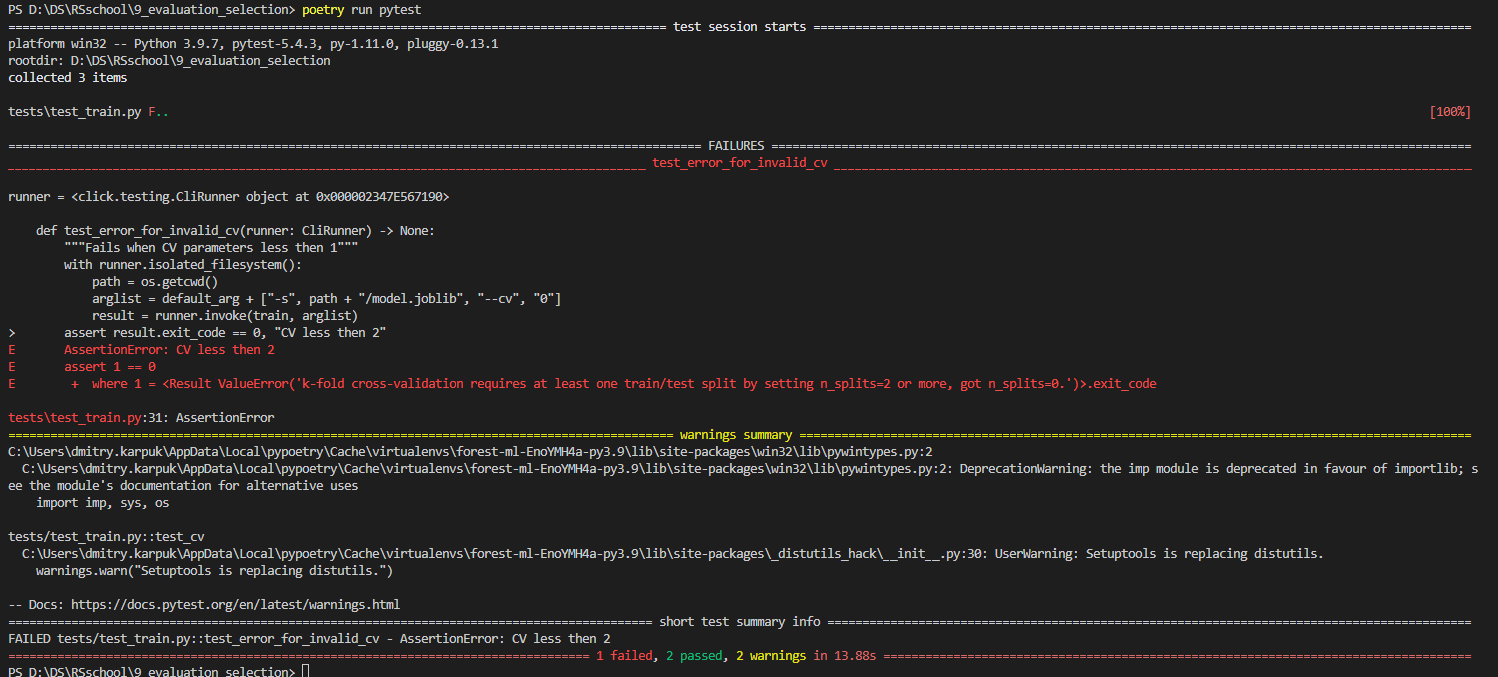 PS D:\DS\RSschool\9_evaluation_selection> poetry run pytest
============================================================================================== test session starts ==============================================================================================
platform win32 -- Python 3.9.7, pytest-5.4.3, py-1.11.0, pluggy-0.13.1
rootdir: D:\DS\RSschool\9_evaluation_selection
collected 3 items
tests\test_train.py F.. [100%]
=================================================================================================== FAILURES ====================================================================================================
___________________________________________________________________________________________ test_error_for_invalid_cv ___________________________________________________________________________________________
runner = <click.testing.CliRunner object at 0x000002347E567190>
    def test_error_for_invalid_cv(runner: CliRunner) -> None:
        """Fails when CV parameters less then 1"""
        with runner.isolated_filesystem():
            path = os.getcwd()
            arglist = default_arg + ["-s", path + "/model.joblib", "--cv", "0"]
            result = runner.invoke(train, arglist)
>       assert result.exit_code == 0, "CV less then 2"
E       AssertionError: CV less then 2
E       assert 1 == 0
E        +  where 1 = <Result ValueError('k-fold cross-validation requires at least one train/test split by setting n_splits=2 or more, got n_splits=0.')>.exit_code
tests\test_train.py:31: AssertionError
=============================================================================================== warnings summary ================================================================================================
C:\Users\dmitry.karpuk\AppData\Local\pypoetry\Cache\virtualenvs\forest-ml-EnoYMH4a-py3.9\lib\site-packages\win32\lib\pywintypes.py:2
  C:\Users\dmitry.karpuk\AppData\Local\pypoetry\Cache\virtualenvs\forest-ml-EnoYMH4a-py3.9\lib\site-packages\win32\lib\pywintypes.py:2: DeprecationWarning: the imp module is deprecated in favour of importlib; s
ee the module's documentation for alternative uses
    import imp, sys, os
tests/test_train.py::test_cv
  C:\Users\dmitry.karpuk\AppData\Local\pypoetry\Cache\virtualenvs\forest-ml-EnoYMH4a-py3.9\lib\site-packages\_distutils_hack\__init__.py:30: UserWarning: Setuptools is replacing distutils.
    warnings.warn("Setuptools is replacing distutils.")
-- Docs: https://docs.pytest.org/en/latest/warnings.html
============================================================================================ short test summary info ============================================================================================
FAILED tests/test_train.py::test_error_for_invalid_cv - AssertionError: CV less then 2
=================================================================================== 1 failed, 2 passed, 2 warnings in 13.88s ====================================================================================
PS D:\DS\RSschool\9_evaluation_selection>